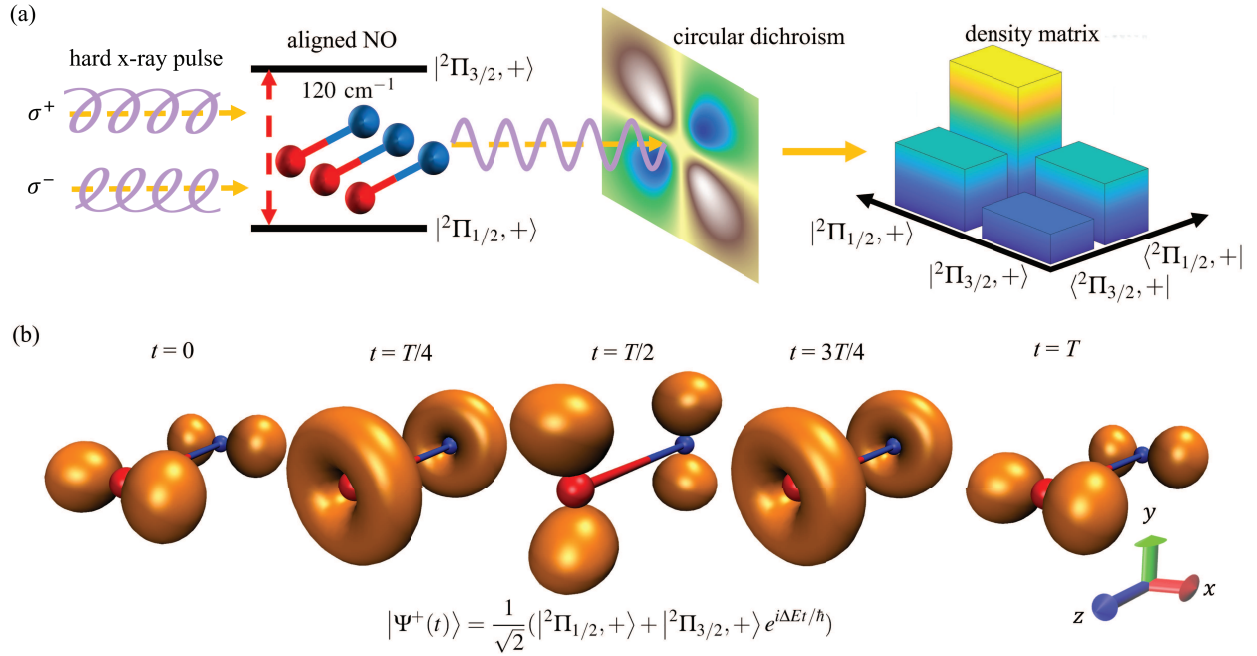 (a)
hard x-ray pulse
σ⁺
σ⁻
aligned NO
|²Π₃/₂, +⟩
120 cm⁻¹
|²Π₁/₂, +⟩
circular dichroism
density matrix
|²Π₁/₂, +⟩
|²Π₃/₂, +⟩
⟨²Π₁/₂, +|
⟨²Π₃/₂, +|
(b)
t = 0
t = T/4
t = T/2
t = 3T/4
t = T
y
x
z
|Ψ⁺(t)⟩ = 1/√2 (|²Π₁/₂, +⟩ + |²Π₃/₂, +⟩ e^{iΔEt/ℏ})